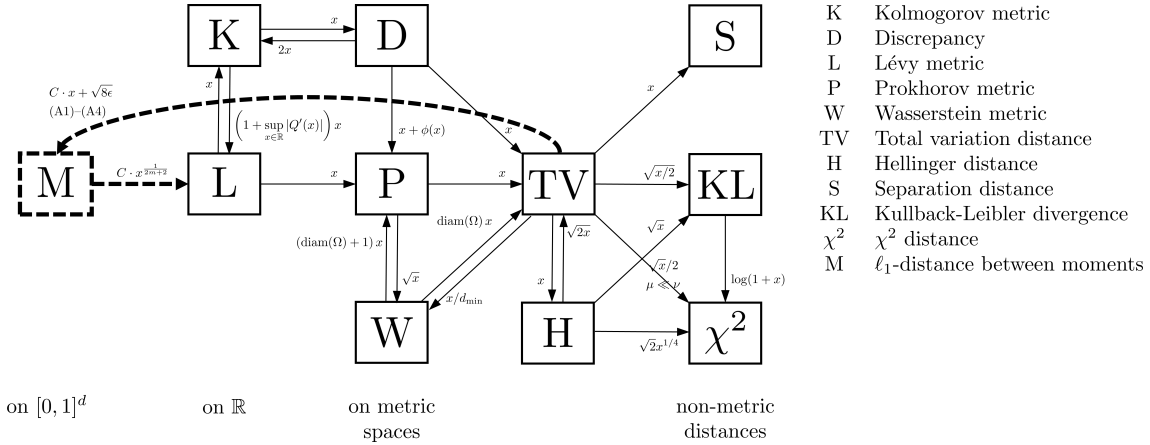 K
D
S
x
2x
x
x
C · x + √8ϵ
(A1)–(A4)
(1 + sup |Q′(x)|) x
x∈ℝ
x + ϕ(x)
x
M
C · x^{1/(2m+2)}
L
x
P
x
TV
√x/2
KL
(diam(Ω) + 1) x
√x
diam(Ω) x
x/d_min
x
√2x
√x
√x/2
μ ≪ ν
log(1 + x)
W
H
√2x^{1/4}
χ²
on [0, 1]^d
on ℝ
on metric
spaces
non-metric
distances
K Kolmogorov metric
D Discrepancy
L Lévy metric
P Prokhorov metric
W Wasserstein metric
TV Total variation distance
H Hellinger distance
S Separation distance
KL Kullback-Leibler divergence
χ² χ² distance
M ℓ₁-distance between moments